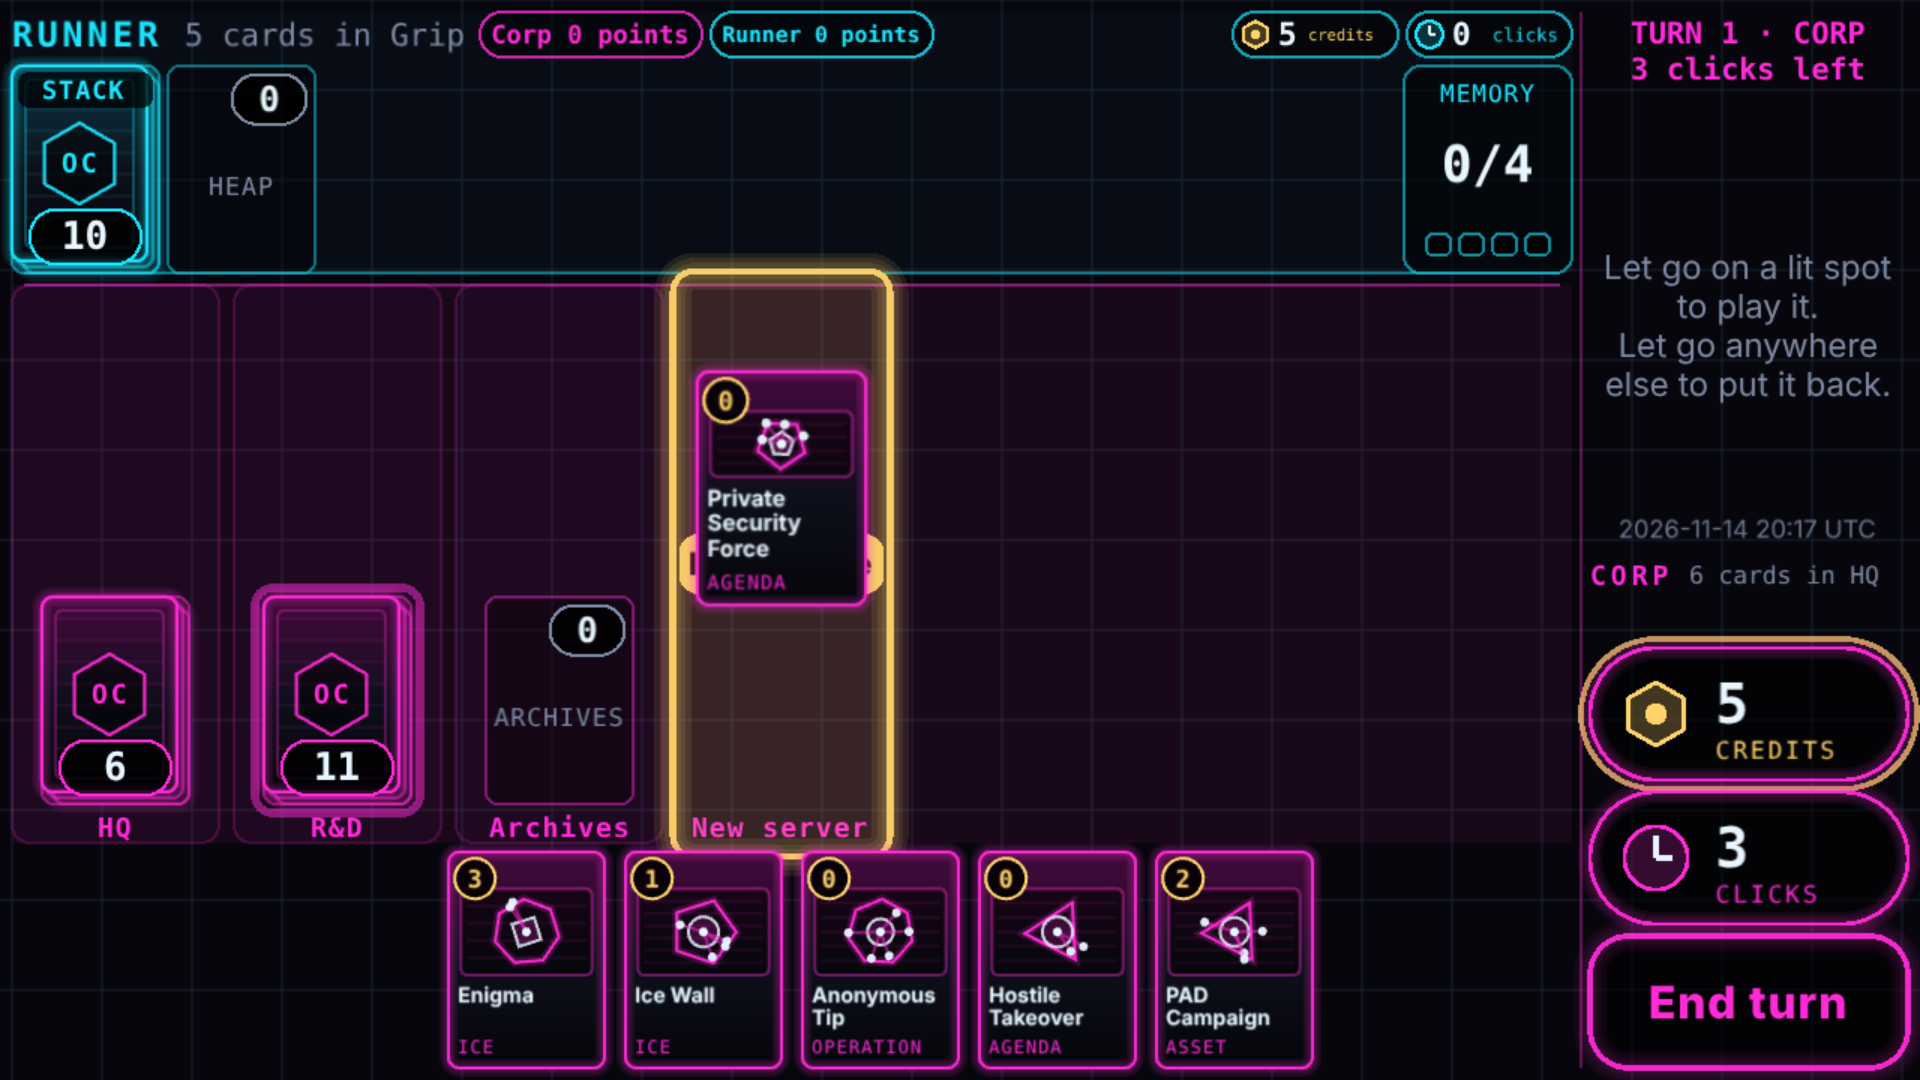 RUNNER 5 cards in Grip Corp 0 points Runner 0 points 5 credits 0 clicks
TURN 1 · CORP
3 clicks left
STACK
OC
10
0
HEAP
MEMORY
0/4
Let go on a lit spot
to play it.
Let go anywhere
else to put it back.
0
Private
Security
Force
AGENDA
2026-11-14 20:17 UTC
CORP 6 cards in HQ
OC
6
HQ
OC
11
R&D
0
ARCHIVES
Archives
New server
5
CREDITS
3
CLICKS
End turn
3
Enigma
ICE
1
Ice Wall
ICE
0
Anonymous
Tip
OPERATION
0
Hostile
Takeover
AGENDA
2
PAD
Campaign
ASSET